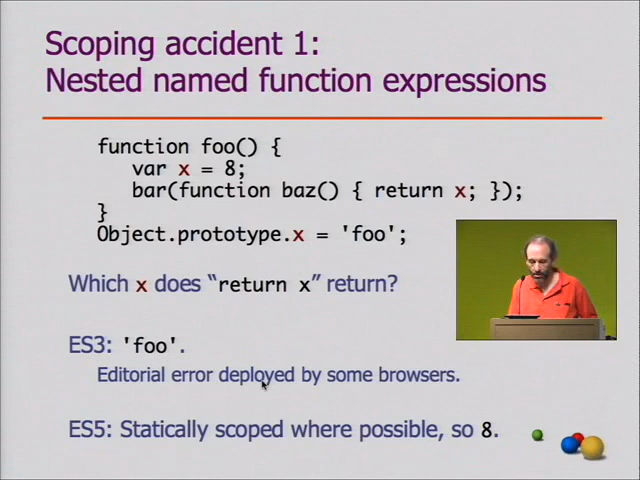 Scoping accident 1:
Nested named function expressions
function foo() {
var x = 8;
bar(function baz() { return x; });
}
Object.prototype.x = 'foo';
Which x does “return x” return?
ES3: 'foo'.
Editorial error deployed by some browsers.
ES5: Statically scoped where possible, so 8.